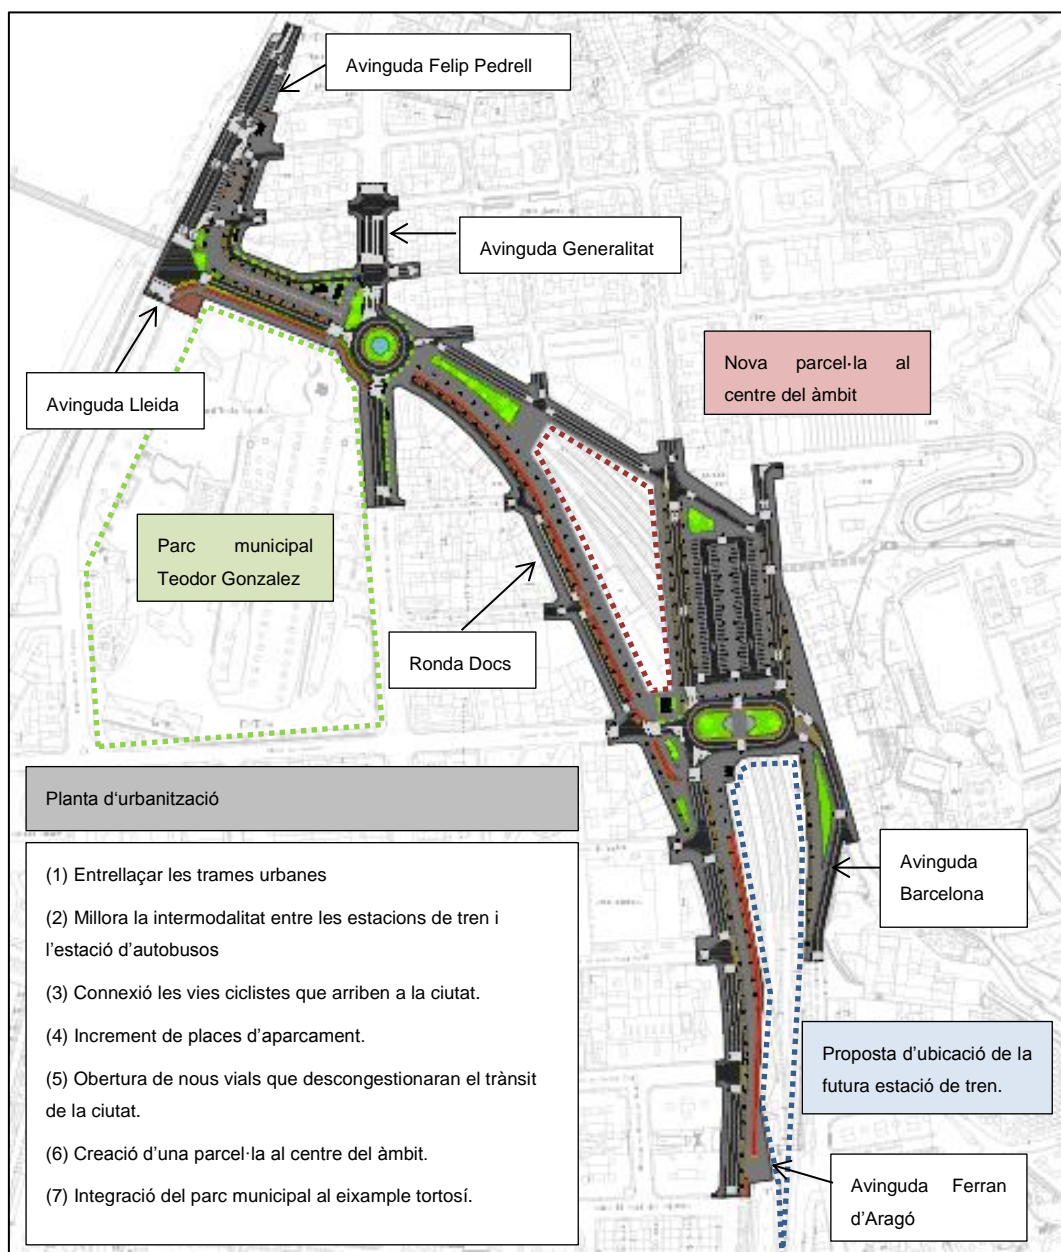 Avinguda Felip Pedrell
Avinguda Generalitat
Nova parcel·la al
centre del àmbit
Avinguda Lleida
Parc municipal
Teodor Gonzalez
Ronda Docs
Planta d'urbanització
(1) Entrellaçar les trames urbanes
(2) Millora la intermodalitat entre les estacions de tren i
l'estació d'autobusos
(3) Connexió les vies ciclistes que arriben a la ciutat.
(4) Increment de places d'aparcament.
(5) Obertura de nous vials que descongestionaran el trànsit
de la ciutat.
(6) Creació d'una parcel·la al centre del àmbit.
(7) Integració del parc municipal al eixample tortosí.
Avinguda
Barcelona
Proposta d'ubicació de la
futura estació de tren.
Avinguda Ferran
d'Aragó